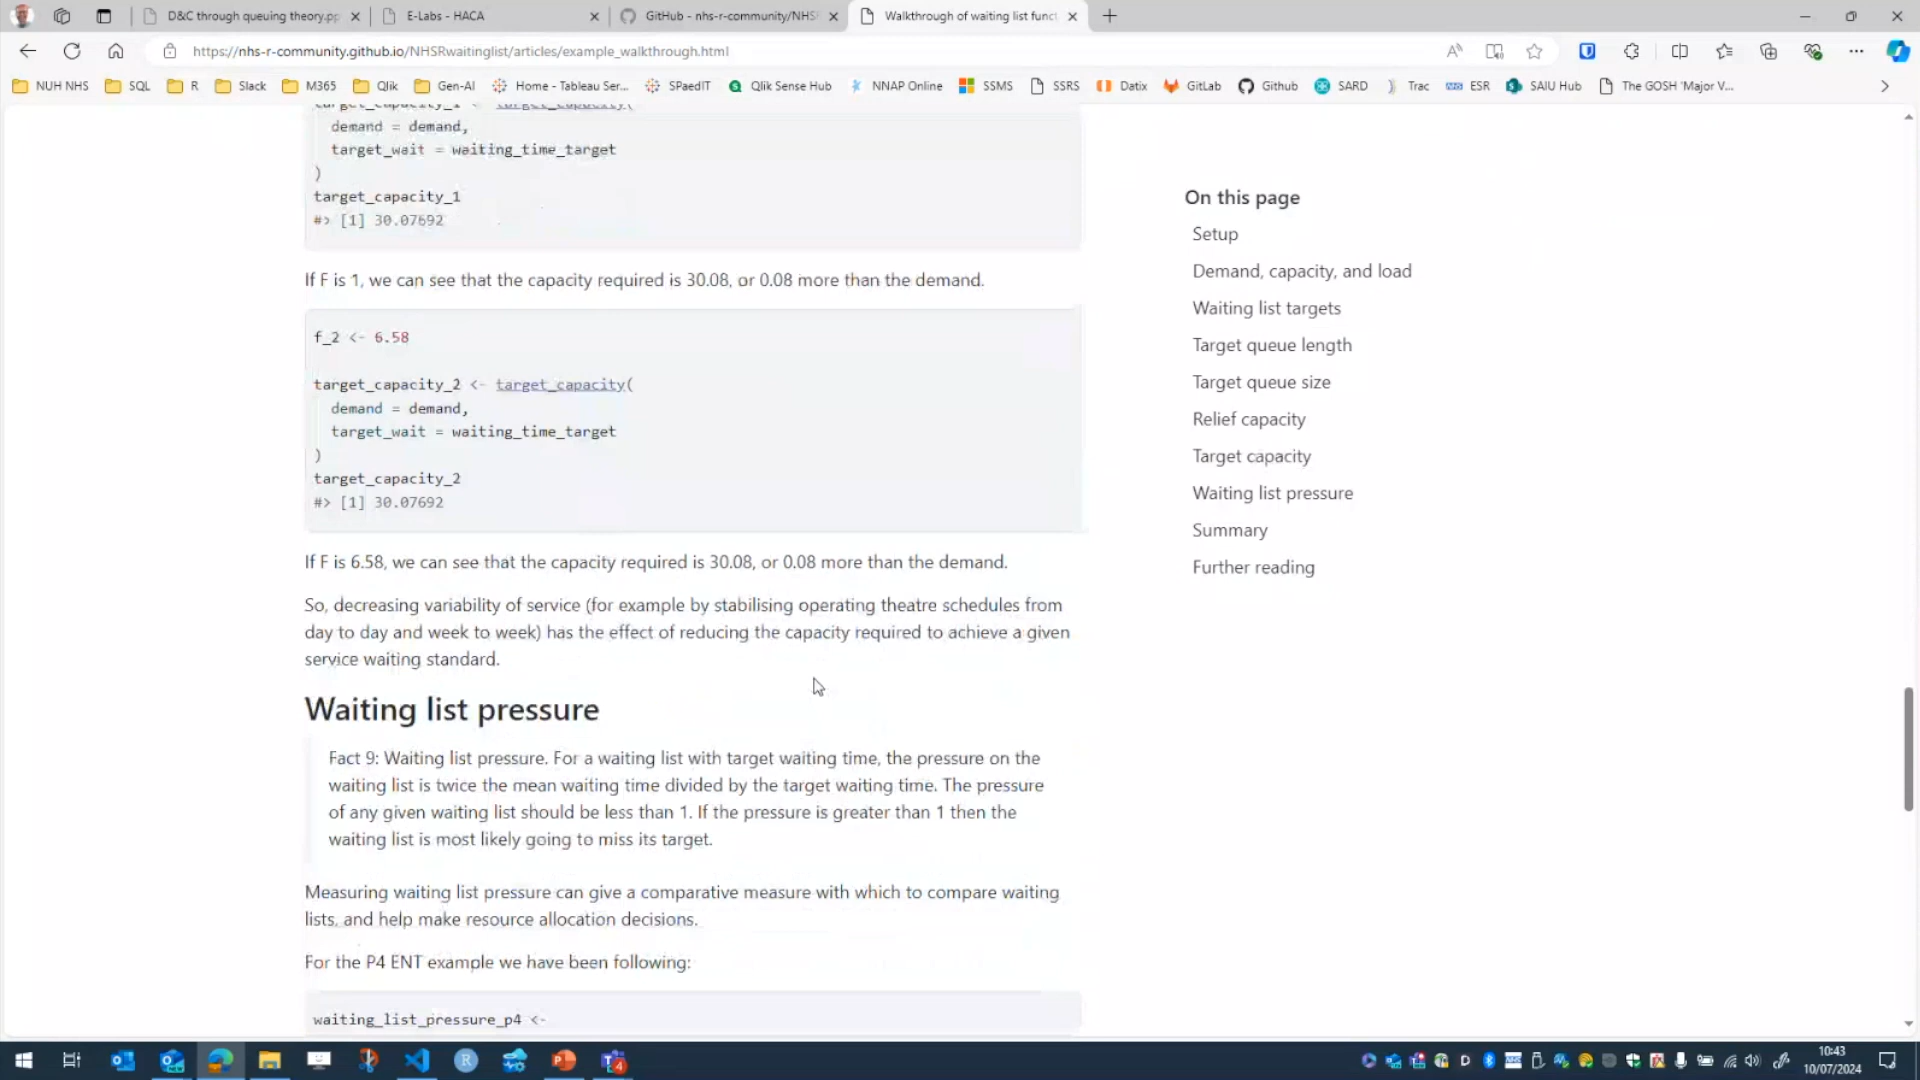 D&C through queuing theory.pp
E-Labs - HACA
GitHub - nhs-r-community/NHSR
Walkthrough of waiting list funct
https://nhs-r-community.github.io/NHSRwaitinglist/articles/example_walkthrough.html
NUH NHS
SQL
R
Slack
M365
Qlik
Gen-AI
Home - Tableau Ser...
SPaedIT
Qlik Sense Hub
NNAP Online
SSMS
SSRS
Datix
GitLab
Github
SARD
Trac
ESR
SAIU Hub
The GOSH 'Major V...
target_capacity_1 <- target_capacity(
demand = demand,
target_wait = waiting_time_target
)
target_capacity_1
#> [1] 30.07692
If F is 1, we can see that the capacity required is 30.08, or 0.08 more than the demand.
f_2 <- 6.58
target_capacity_2 <- target_capacity(
demand = demand,
target_wait = waiting_time_target
)
target_capacity_2
#> [1] 30.07692
If F is 6.58, we can see that the capacity required is 30.08, or 0.08 more than the demand.
So, decreasing variability of service (for example by stabilising operating theatre schedules from
day to day and week to week) has the effect of reducing the capacity required to achieve a given
service waiting standard.
Waiting list pressure
Fact 9: Waiting list pressure. For a waiting list with target waiting time, the pressure on the
waiting list is twice the mean waiting time divided by the target waiting time. The pressure
of any given waiting list should be less than 1. If the pressure is greater than 1 then the
waiting list is most likely going to miss its target.
Measuring waiting list pressure can give a comparative measure with which to compare waiting
lists, and help make resource allocation decisions.
For the P4 ENT example we have been following:
waiting_list_pressure_p4 <-
On this page
Setup
Demand, capacity, and load
Waiting list targets
Target queue length
Target queue size
Relief capacity
Target capacity
Waiting list pressure
Summary
Further reading
10:43
10/07/2024